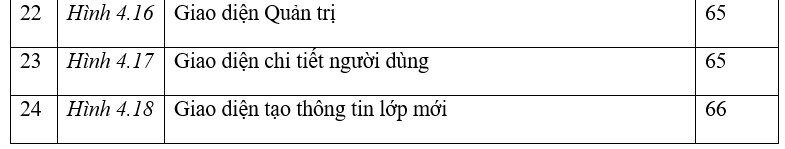 22 Hình 4.16 Giao diện Quản trị 65
23 Hình 4.17 Giao diện chi tiết người dùng 65
24 Hình 4.18 Giao diện tạo thông tin lớp mới 66